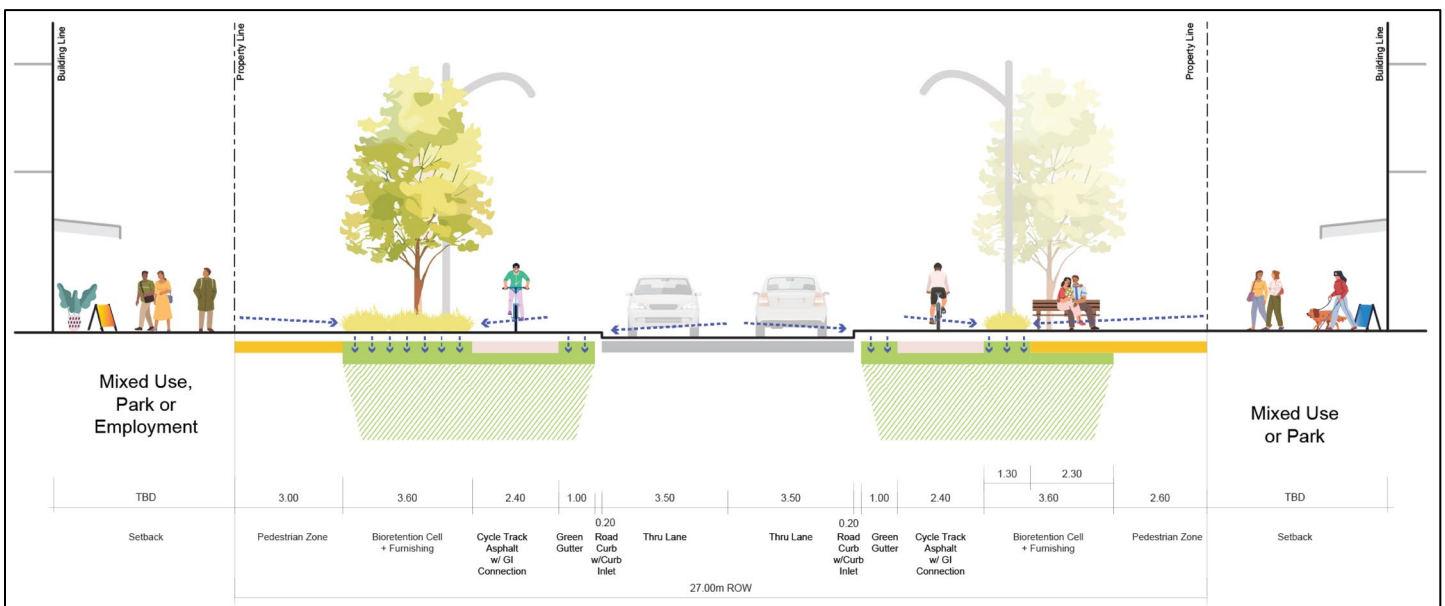 Building Line
Property Line
Property Line
Building Line
Mixed Use,
Park or
Employment
Mixed Use
or Park
1.30
2.30
TBD
3.00
3.60
2.40
1.00
3.50
3.50
1.00
2.40
3.60
2.60
TBD
0.20
0.20
Setback
Pedestrian Zone
Bioretention Cell
+ Furnishing
Cycle Track
Asphalt
w/ GI
Connection
Green
Gutter
Road
Curb
w/Curb
Inlet
Thru Lane
Thru Lane
Road
Curb
w/Curb
Inlet
Green
Gutter
Cycle Track
Asphalt
w/ GI
Connection
Bioretention Cell
+ Furnishing
Pedestrian Zone
Setback
27.00m ROW